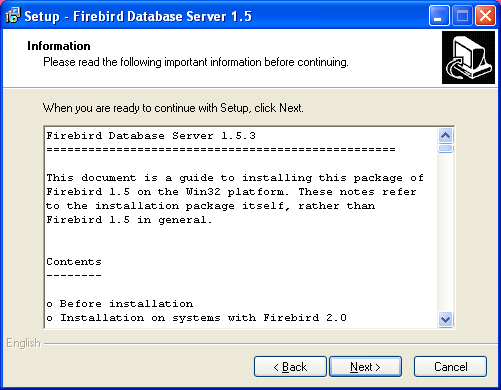 Setup - Firebird Database Server 1.5
Information
Please read the following important information before continuing.
When you are ready to continue with Setup, click Next.
Firebird Database Server 1.5.3
==================================================
This document is a guide to installing this package of
Firebird 1.5 on the Win32 platform. These notes refer
to the installation package itself, rather than
Firebird 1.5 in general.
Contents
--------
o Before installation
o Installation on systems with Firebird 2.0
English
< Back
Next >
Cancel